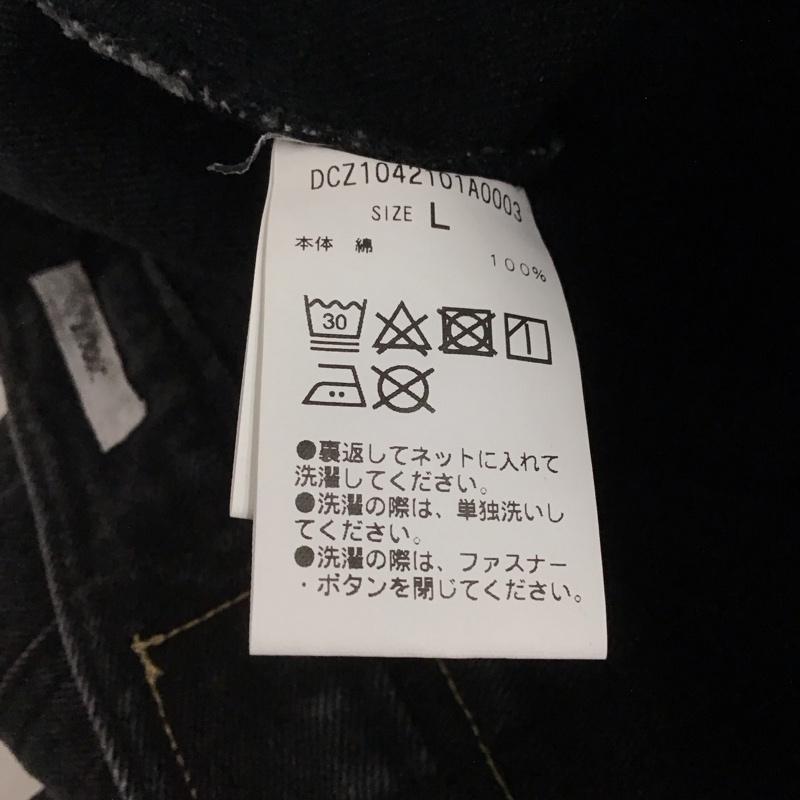 DCZ1042101A0003
SIZE L
本体 綿
100%
30
●裏返してネットに入れて
洗濯してください。
●洗濯の際は、単独洗いし
てください。
●洗濯の際は、ファスナー
・ボタンを閉じてください。